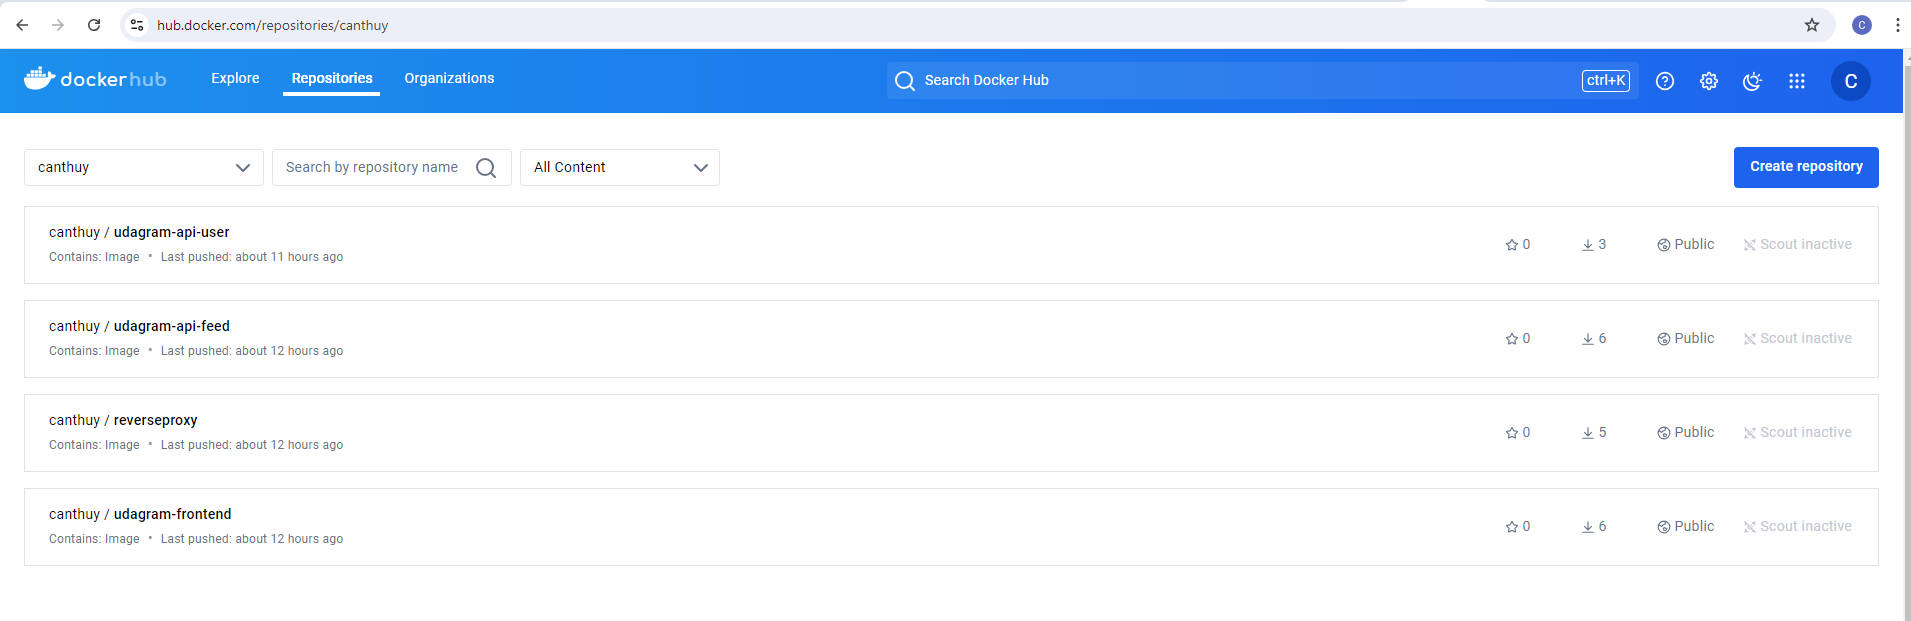 hub.docker.com/repositories/canthuy
C
dockerhub
Explore
Repositories
Organizations
Search Docker Hub
ctrl+K
C
canthuy
Search by repository name
All Content
Create repository
canthuy / udagram-api-user
Contains: Image • Last pushed: about 11 hours ago
0
3
Public
Scout inactive
canthuy / udagram-api-feed
Contains: Image • Last pushed: about 12 hours ago
0
6
Public
Scout inactive
canthuy / reverseproxy
Contains: Image • Last pushed: about 12 hours ago
0
5
Public
Scout inactive
canthuy / udagram-frontend
Contains: Image • Last pushed: about 12 hours ago
0
6
Public
Scout inactive